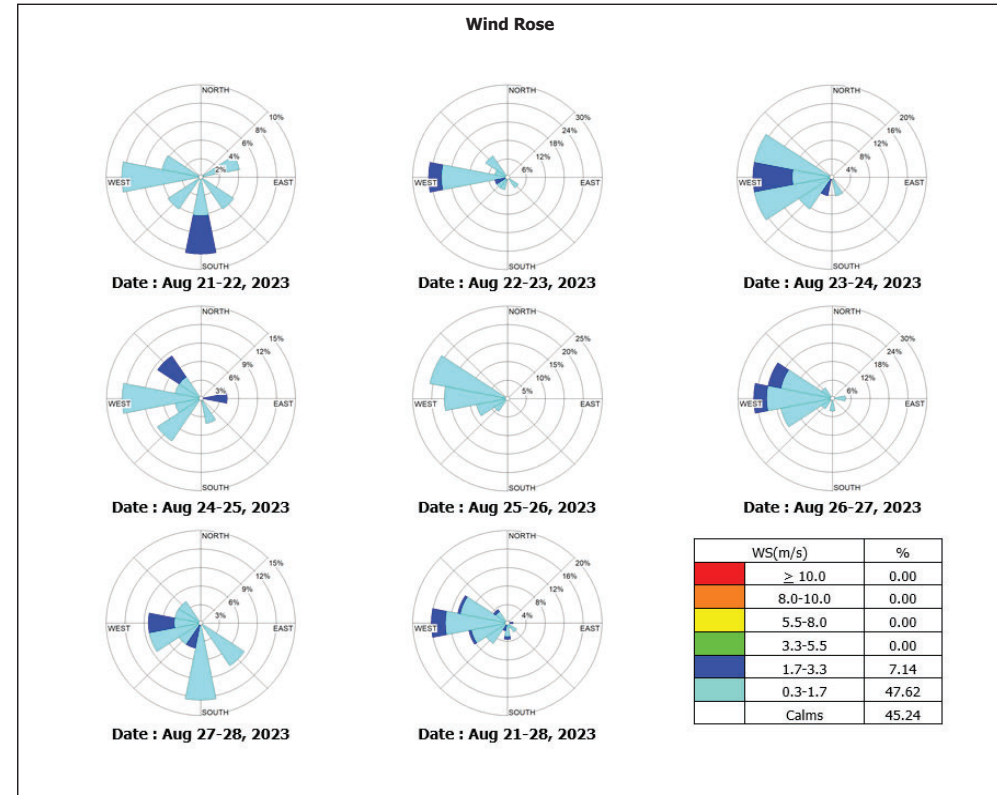 Wind Rose
NORTH
10%
8%
6%
4%
2%
WEST
EAST
SOUTH
Date : Aug 21-22, 2023
NORTH
30%
24%
18%
12%
6%
WEST
EAST
SOUTH
Date : Aug 22-23, 2023
NORTH
20%
16%
12%
8%
4%
WEST
EAST
SOUTH
Date : Aug 23-24, 2023
NORTH
15%
12%
9%
6%
3%
WEST
EAST
SOUTH
Date : Aug 24-25, 2023
NORTH
25%
20%
15%
10%
5%
WEST
EAST
SOUTH
Date : Aug 25-26, 2023
NORTH
30%
24%
18%
12%
6%
WEST
EAST
SOUTH
Date : Aug 26-27, 2023
NORTH
15%
12%
9%
6%
3%
WEST
EAST
SOUTH
Date : Aug 27-28, 2023
NORTH
20%
16%
12%
8%
4%
WEST
EAST
SOUTH
Date : Aug 21-28, 2023
WS(m/s) %
≥ 10.0 0.00
8.0-10.0 0.00
5.5-8.0 0.00
3.3-5.5 0.00
1.7-3.3 7.14
0.3-1.7 47.62
Calms 45.24